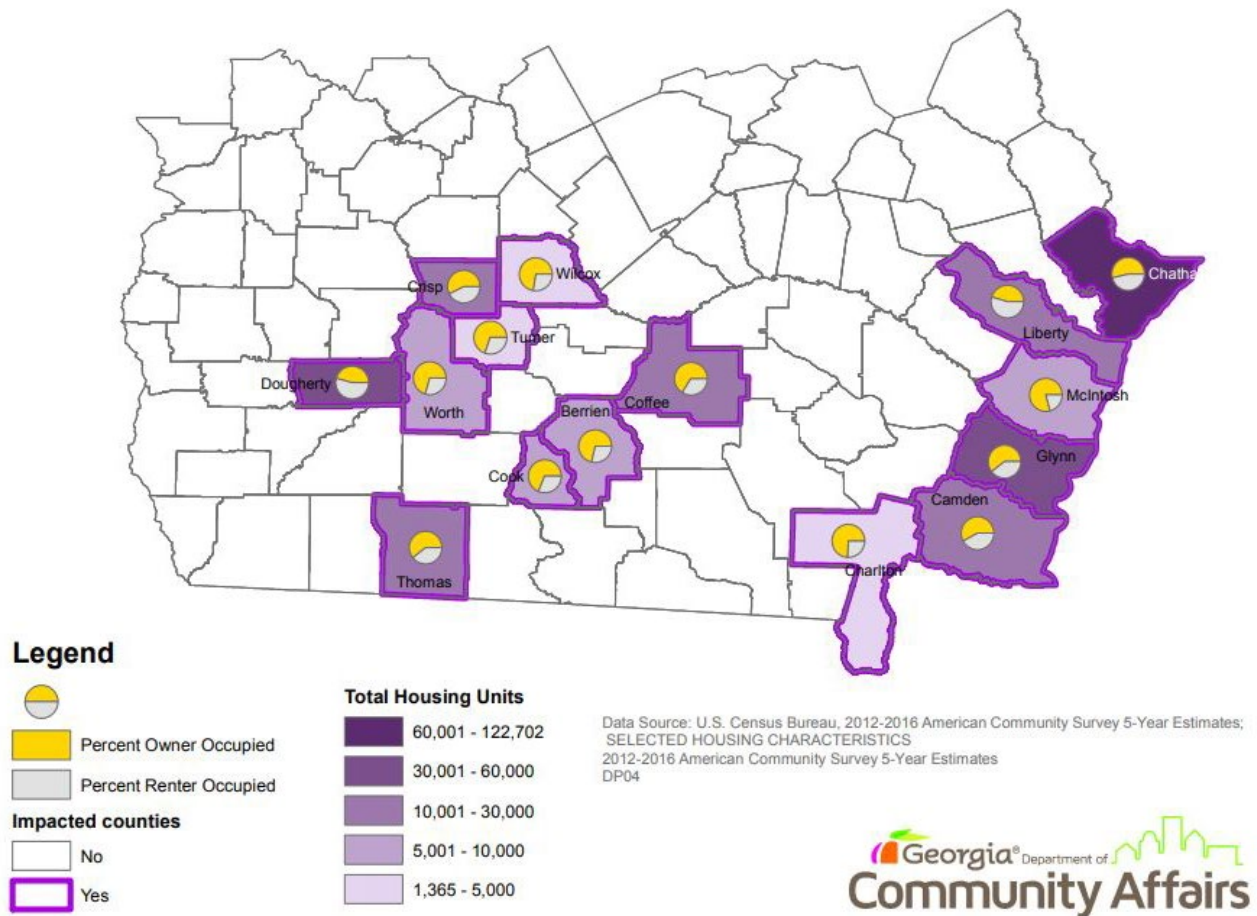 Wilcox
Crisp
Chatha
Turner
Liberty
Dougherty
McIntosh
Berrien
Coffee
Worth
Glynn
Cook
Camden
Charlton
Thomas
Legend
Percent Owner Occupied
Percent Renter Occupied
Impacted counties
No
Yes
Total Housing Units
60,001 - 122,702
30,001 - 60,000
10,001 - 30,000
5,001 - 10,000
1,365 - 5,000
Data Source: U.S. Census Bureau, 2012-2016 American Community Survey 5-Year Estimates;
SELECTED HOUSING CHARACTERISTICS
2012-2016 American Community Survey 5-Year Estimates
DP04
Georgia® Department of
Community Affairs